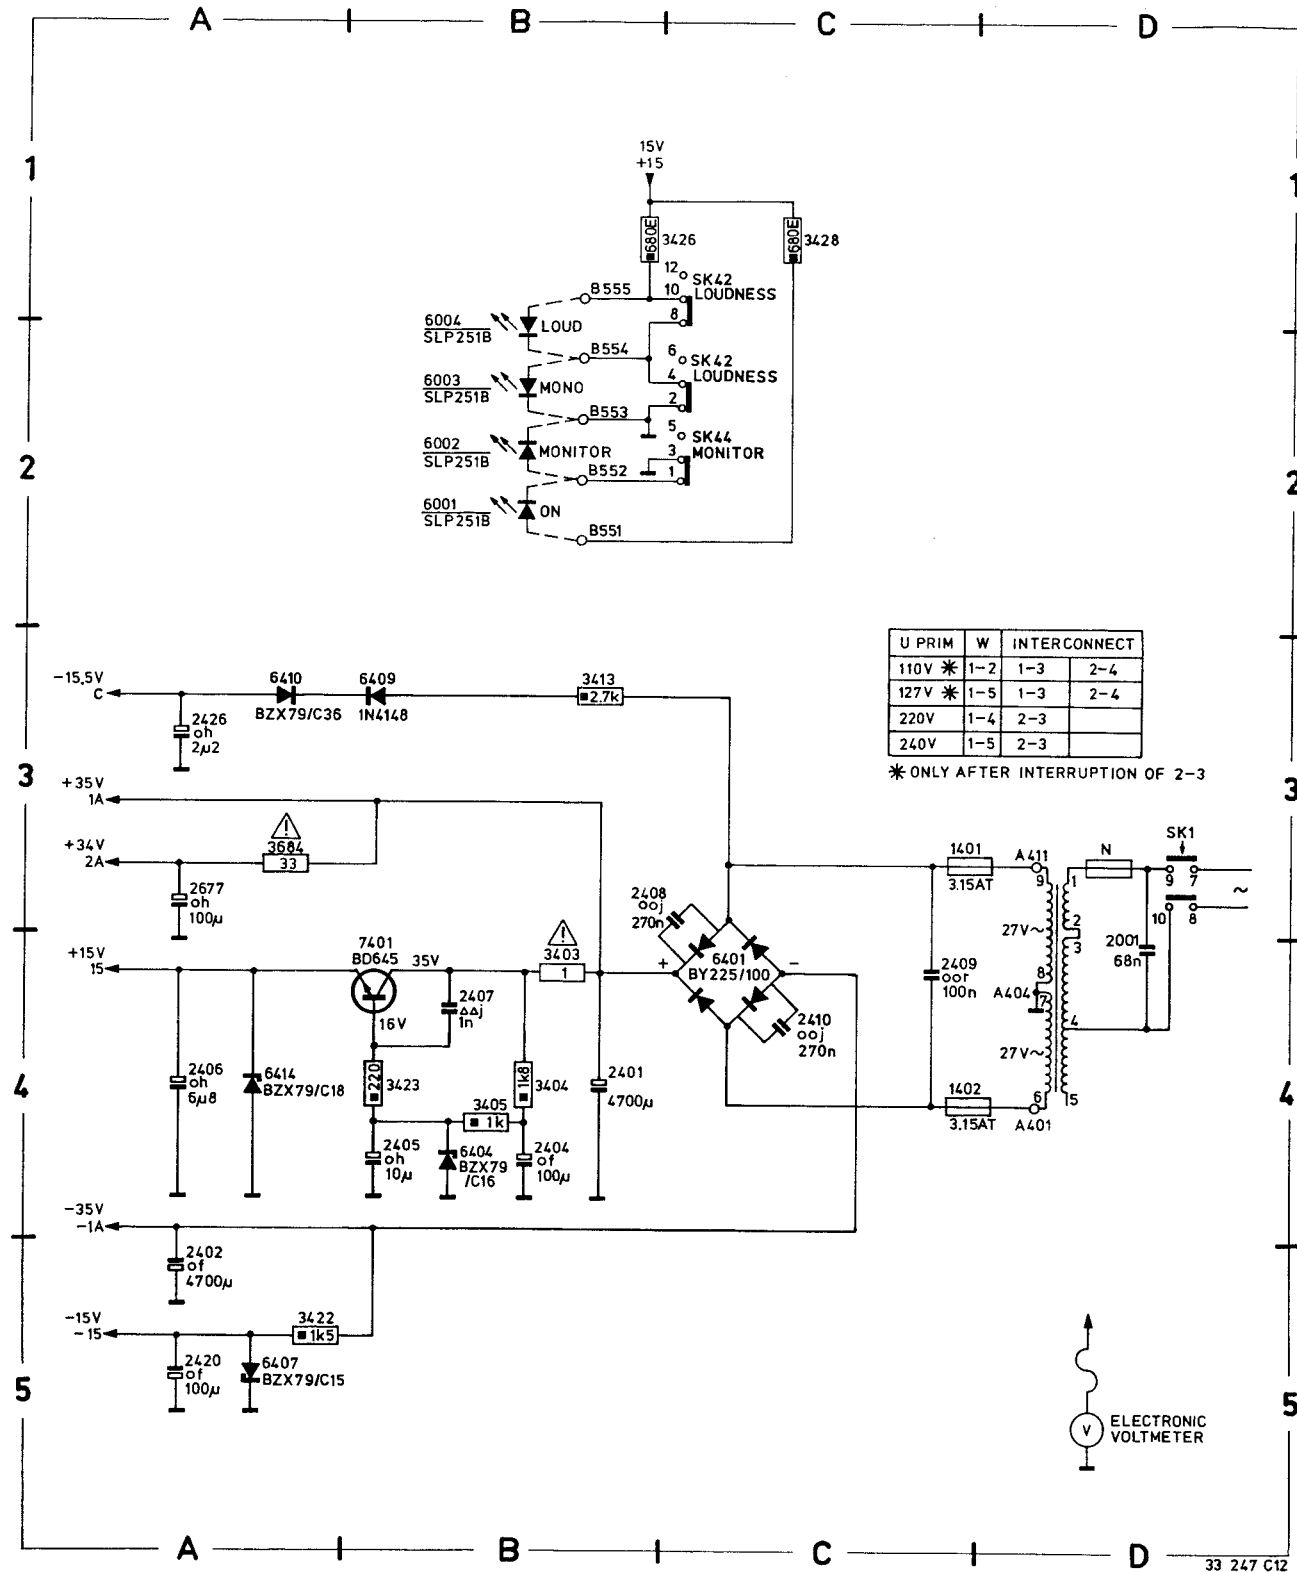 A B C D
1 1
15V
+15
680E 3426
680E 3428
12 SK42
10 LOUDNESS
8
B555
6004
SLP251B
LOUD
B554
6 SK42
4 LOUDNESS
2
6003
SLP251B
MONO
B553
5 SK44
3 MONITOR
1
2 2
6002
SLP251B
MONITOR
B552
6001
SLP251B
ON
B551
U PRIM W INTERCONNECT
110V * 1-2 1-3 2-4
127V * 1-5 1-3 2-4
220V 1-4 2-3
240V 1-5 2-3
* ONLY AFTER INTERRUPTION OF 2-3
-15,5V
C
6410
BZX79/C36
6409
1N4148
3413
2.7k
2426
oh
2µ2
3 3
+35V
1A
+34V
2A
3684
33
2677
oh
100µ
1401
3.15AT
A411
9
N
SK1
9 7
10 8
~
1
2
3
27V~
2001
68n
8
A404
7
4
27V~
6
5
2408
ooj
270n
6401
BY225/100
+ -
2409
oor
100n
2410
ooj
270n
1402
3.15AT
A401
+15V
15
7401
BD645
35V
3403
1
2407
ΔΔj
1n
16V
4 4
2406
oh
6µ8
6414
BZX79/C18
220 3423
1k8 3404
3405
1k
2401
4700µ
2405
oh
10µ
6404
BZX79
/C16
2404
of
100µ
-35V
-1A
2402
of
4700µ
-15V
-15
3422
1k5
2420
of
100µ
6407
BZX79/C15
5 5
V
ELECTRONIC
VOLTMETER
A B C D
33 247 C12